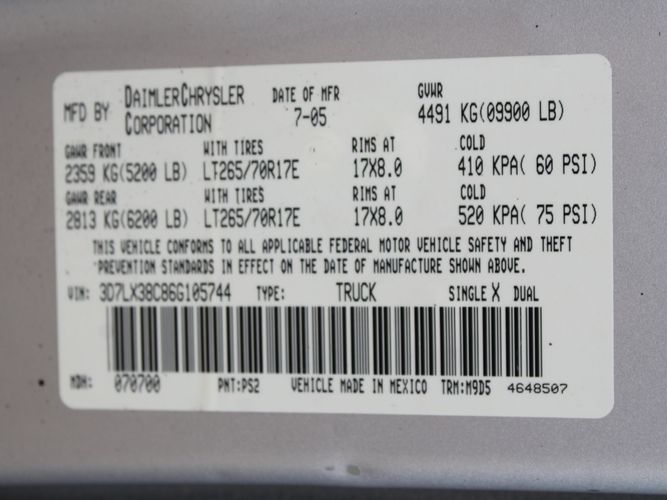 MFD BY DAIMLERCHRYSLER CORPORATION DATE OF MFR 7-05 GVWR 4491 KG(09900 LB)
GAWR FRONT WITH TIRES RIMS AT COLD
2359 KG(5200 LB) LT265/70R17E 17X8.0 410 KPA( 60 PSI)
GAWR REAR WITH TIRES RIMS AT COLD
2813 KG(6200 LB) LT265/70R17E 17X8.0 520 KPA( 75 PSI)
THIS VEHICLE CONFORMS TO ALL APPLICABLE FEDERAL MOTOR VEHICLE SAFETY AND THEFT
PREVENTION STANDARDS IN EFFECT ON THE DATE OF MANUFACTURE SHOWN ABOVE.
VIN: 3D7LX38C86G105744 TYPE: TRUCK SINGLE X DUAL
MDH: 070700 PNT:PS2 VEHICLE MADE IN MEXICO TRM:M9D5 4648507